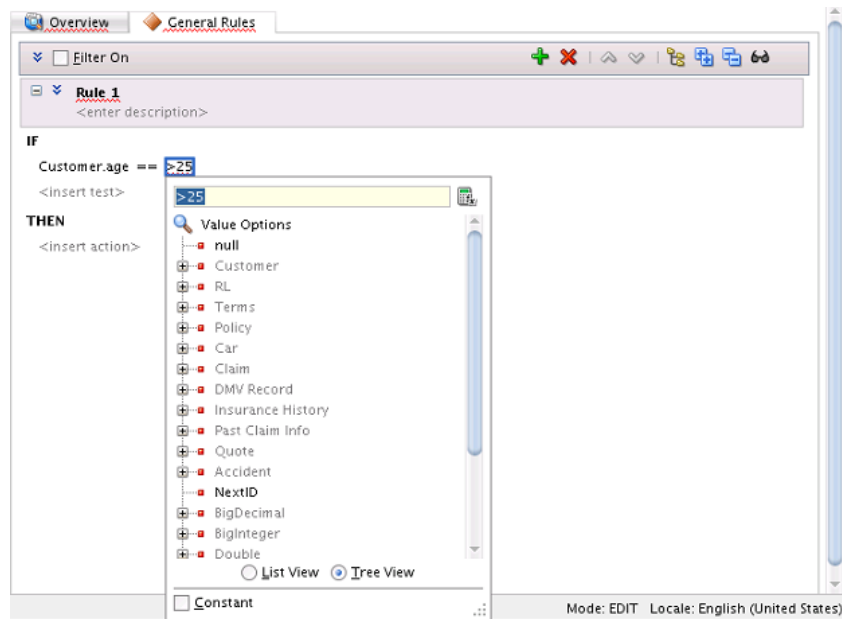 Overview General Rules
Filter On
Rule 1
<enter description>
IF
Customer.age == >25
<insert test>
>25
Value Options
THEN
null
<insert action>
Customer
RL
Terms
Policy
Car
Claim
DMV Record
Insurance History
Past Claim Info
Quote
Accident
NextID
BigDecimal
BigInteger
Double
List View Tree View
Constant
Mode: EDIT Locale: English (United States)